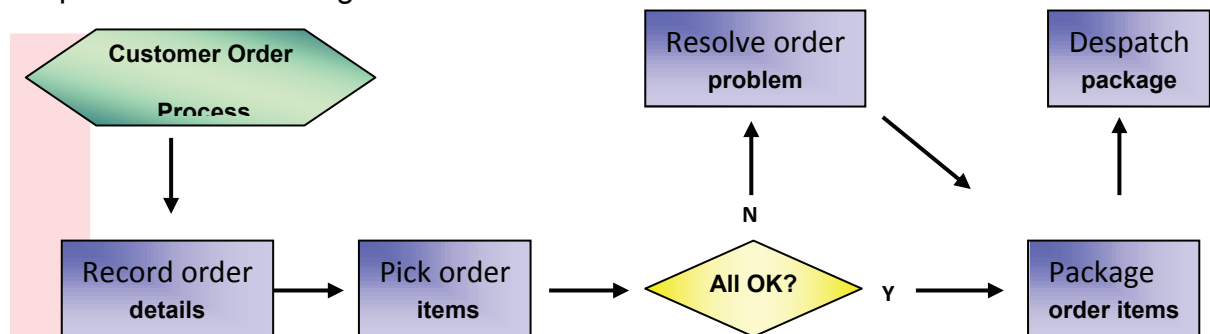 Customer Order
Process
Resolve order
problem
Despatch
package
N
Record order
details
Pick order
items
All OK?
Y
Package
order items